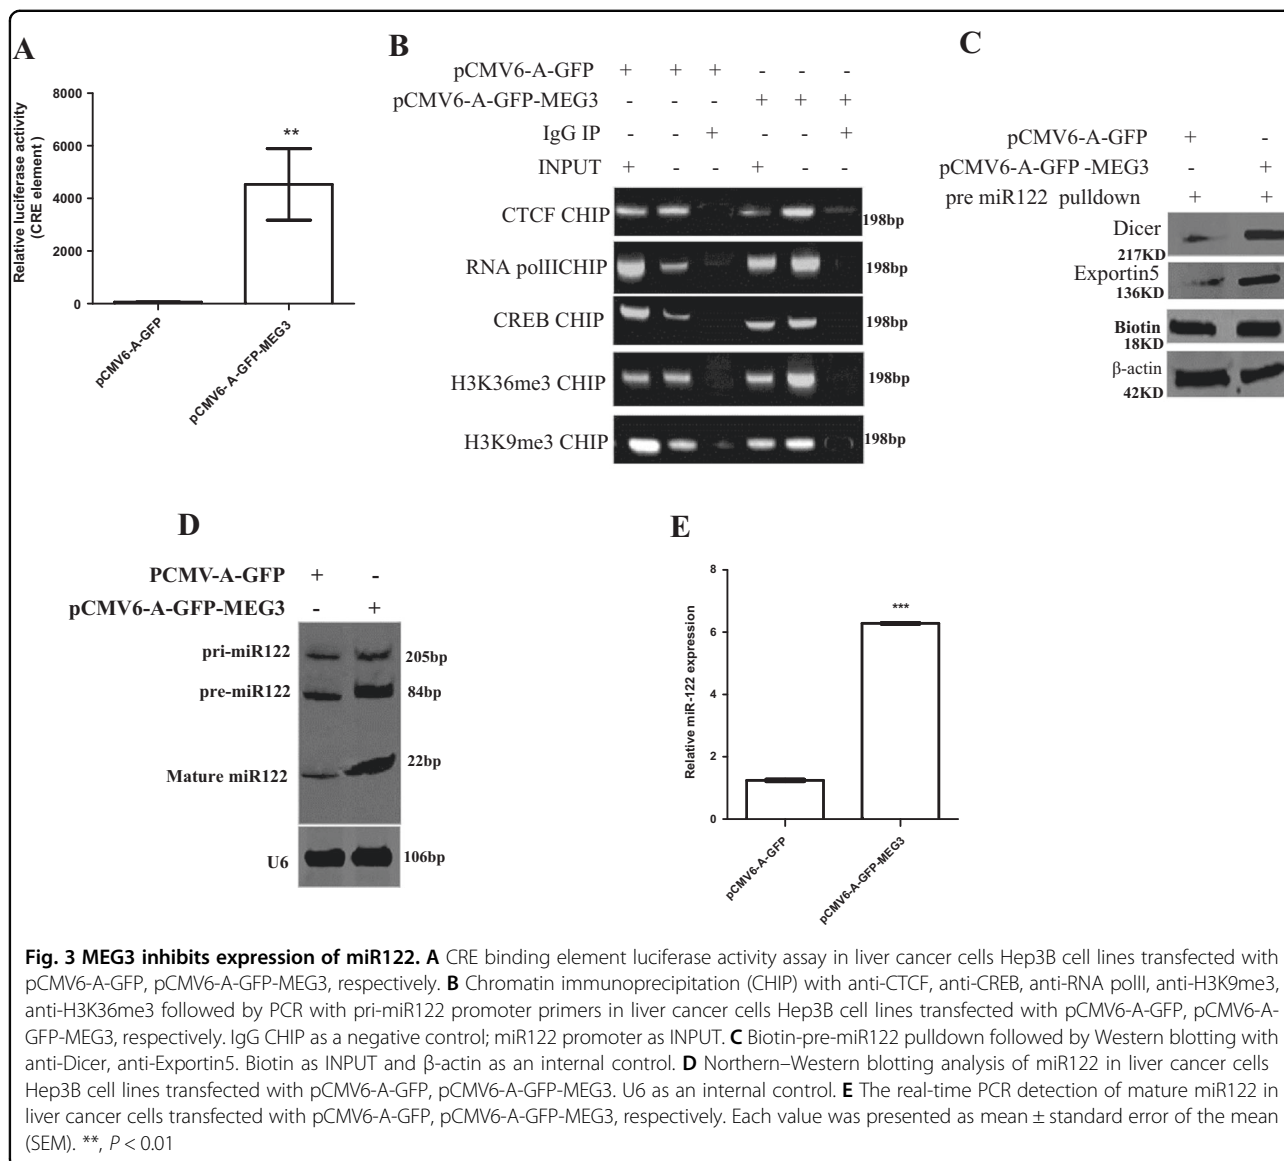 A
Relative luciferase activity
(CRE element)
8000
6000
4000
2000
0
**
pCMV6-A-GFP
pCMV6-A-GFP-MEG3
B
pCMV6-A-GFP + + + - - -
pCMV6-A-GFP-MEG3 - - - + + +
IgG IP - - + - - +
INPUT + - - + - -
CTCF CHIP 198bp
RNA polIICHIP 198bp
CREB CHIP 198bp
H3K36me3 CHIP 198bp
H3K9me3 CHIP 198bp
C
pCMV6-A-GFP + -
pCMV6-A-GFP -MEG3 - +
pre miR122 pulldown + +
Dicer
217KD
Exportin5
136KD
Biotin
18KD
β-actin
42KD
D
PCMV-A-GFP + -
pCMV6-A-GFP-MEG3 - +
pri-miR122 205bp
pre-miR122 84bp
Mature miR122 22bp
U6 106bp
E
Relative miR-122 expression
8
6
4
2
0
***
pCMV6-A-GFP
pCMV6-A-GFP-MEG3
Fig. 3 MEG3 inhibits expression of miR122. A CRE binding element luciferase activity assay in liver cancer cells Hep3B cell lines transfected with
pCMV6-A-GFP, pCMV6-A-GFP-MEG3, respectively. B Chromatin immunoprecipitation (CHIP) with anti-CTCF, anti-CREB, anti-RNA polII, anti-H3K9me3,
anti-H3K36me3 followed by PCR with pri-miR122 promoter primers in liver cancer cells Hep3B cell lines transfected with pCMV6-A-GFP, pCMV6-A-
GFP-MEG3, respectively. IgG CHIP as a negative control; miR122 promoter as INPUT. C Biotin-pre-miR122 pulldown followed by Western blotting with
anti-Dicer, anti-Exportin5. Biotin as INPUT and β-actin as an internal control. D Northern–Western blotting analysis of miR122 in liver cancer cells
Hep3B cell lines transfected with pCMV6-A-GFP, pCMV6-A-GFP-MEG3. U6 as an internal control. E The real-time PCR detection of mature miR122 in
liver cancer cells transfected with pCMV6-A-GFP, pCMV6-A-GFP-MEG3, respectively. Each value was presented as mean ± standard error of the mean
(SEM). **, P < 0.01